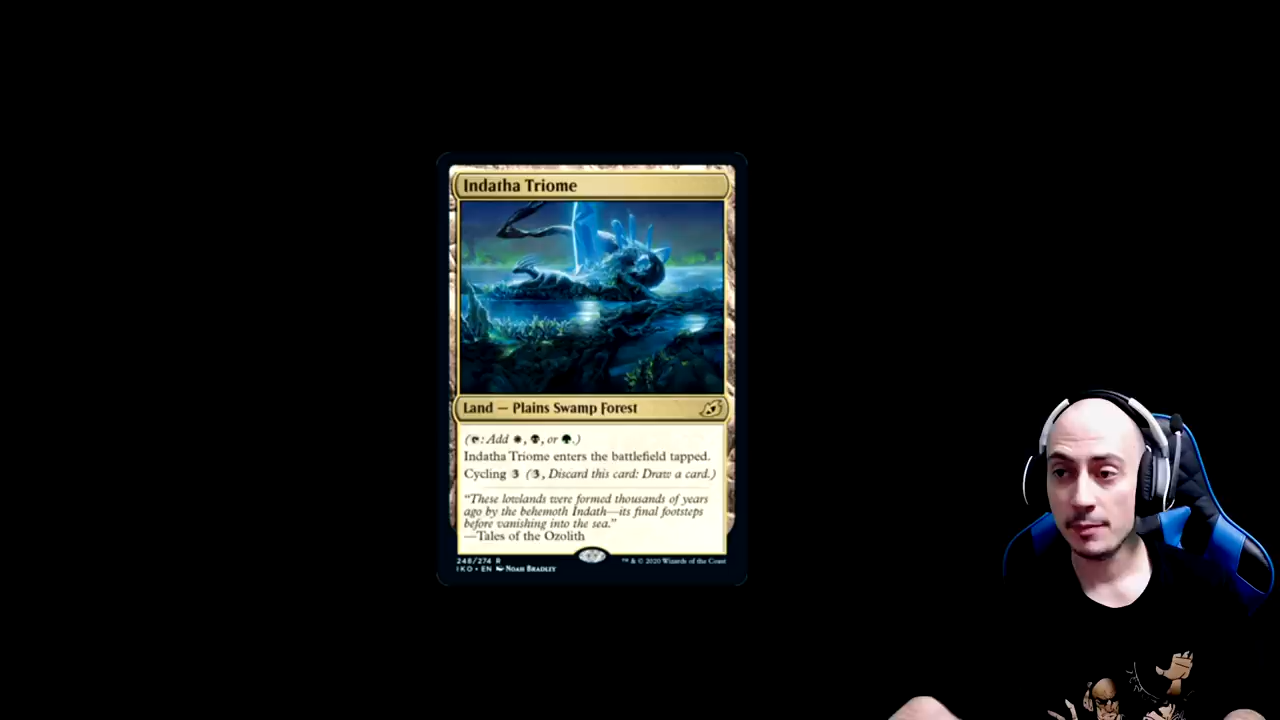 Indatha Triome
Land — Plains Swamp Forest
( : Add , , or .)
Indatha Triome enters the battlefield tapped.
Cycling 3 (3, Discard this card: Draw a card.)
“These lowlands were formed thousands of years
ago by the behemoth Indath—its final footsteps
before vanishing into the sea.”
—Tales of the Ozolith
248/274 R
IKO • EN Noah Bradley
™ & © 2020 Wizards of the Coast